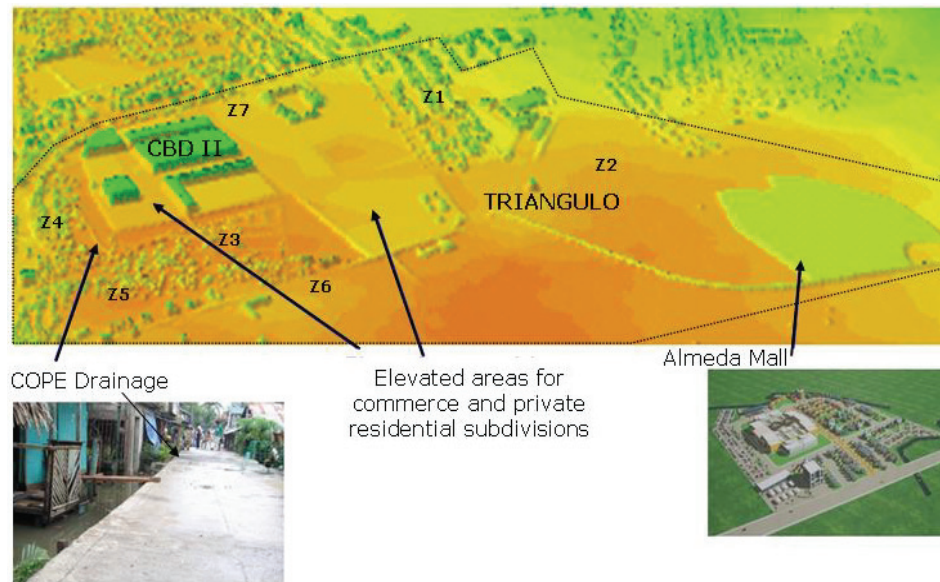 Z1
Z7
CBD II
Z2
TRIANGULO
Z4
Z3
Z5
Z6
COPE Drainage
Elevated areas for
commerce and private
residential subdivisions
Almeda Mall